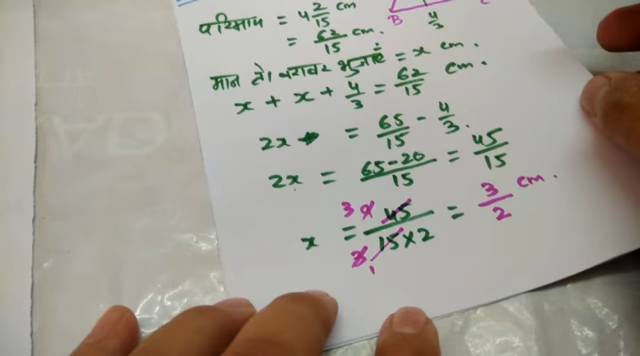 परिमाप = 4 2/15 cm
B 4/3 C
= 62/15 cm.
मान लो बराबर भुजाएँ = x cm.
x + x + 4/3 = 62/15 cm.
2x = 65/15 - 4/3.
2x = 65-20/15 = 45/15
x = 45/15×2 = 3/2 cm.